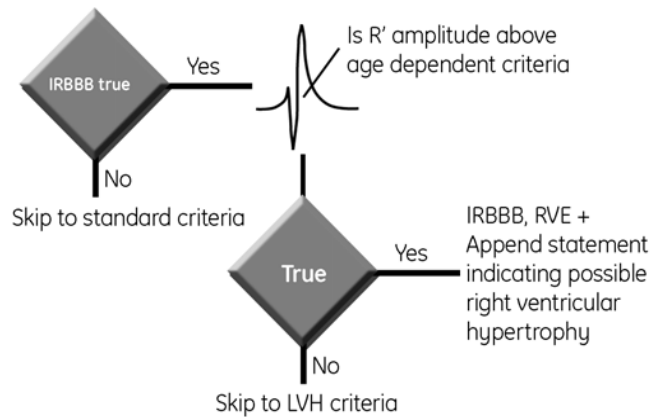 IRBBB true
Yes
Is R' amplitude above
age dependent criteria
No
Skip to standard criteria
True
Yes
IRBBB, RVE +
Append statement
indicating possible
right ventricular
hypertrophy
No
Skip to LVH criteria